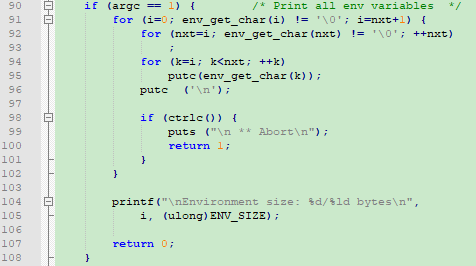 90 if (argc == 1) { /* Print all env variables */
91 for (i=0; env_get_char(i) != '\0'; i=nxt+1) {
92 for (nxt=i; env_get_char(nxt) != '\0'; ++nxt)
93 ;
94 for (k=i; k<nxt; ++k)
95 putc(env_get_char(k));
96 putc ('\n');
97
98 if (ctrlc()) {
99 puts ("\n ** Abort\n");
100 return 1;
101 }
102 }
103
104 printf("\nEnvironment size: %d/%ld bytes\n",
105 i, (ulong)ENV_SIZE);
106
107 return 0;
108 }